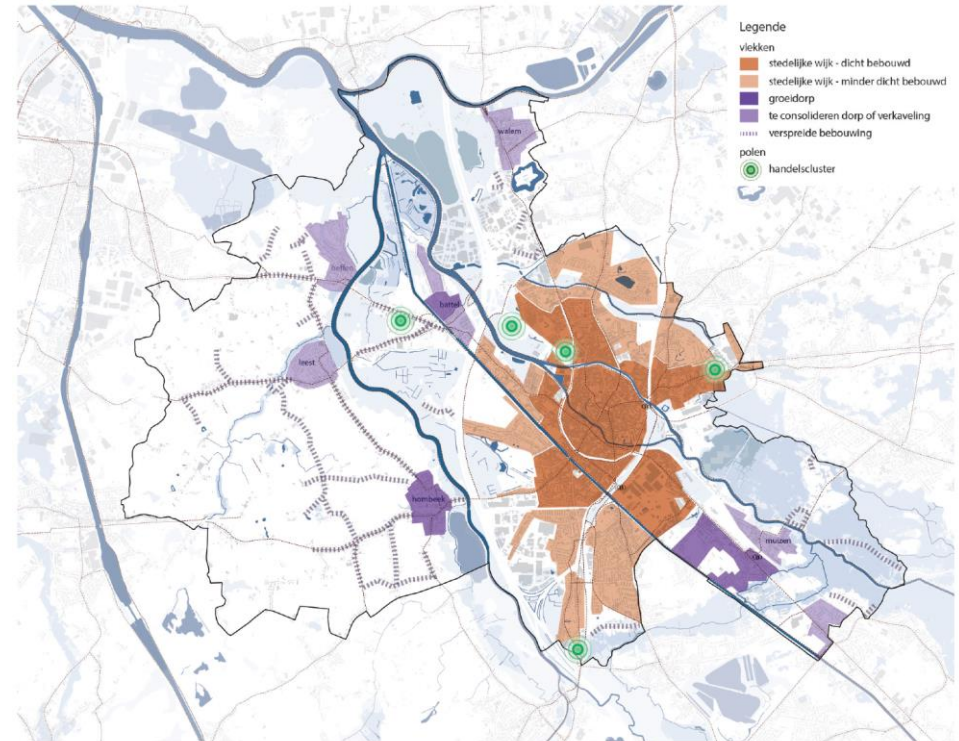 Legende
vlekken
stedelijke wijk - dicht bebouwd
stedelijke wijk - minder dicht bebouwd
groeidorp
te consolideren dorp of verkaveling
verspreide bebouwing
polen
handelscluster
walem
heffen
battel
leest
hombeek
muizen